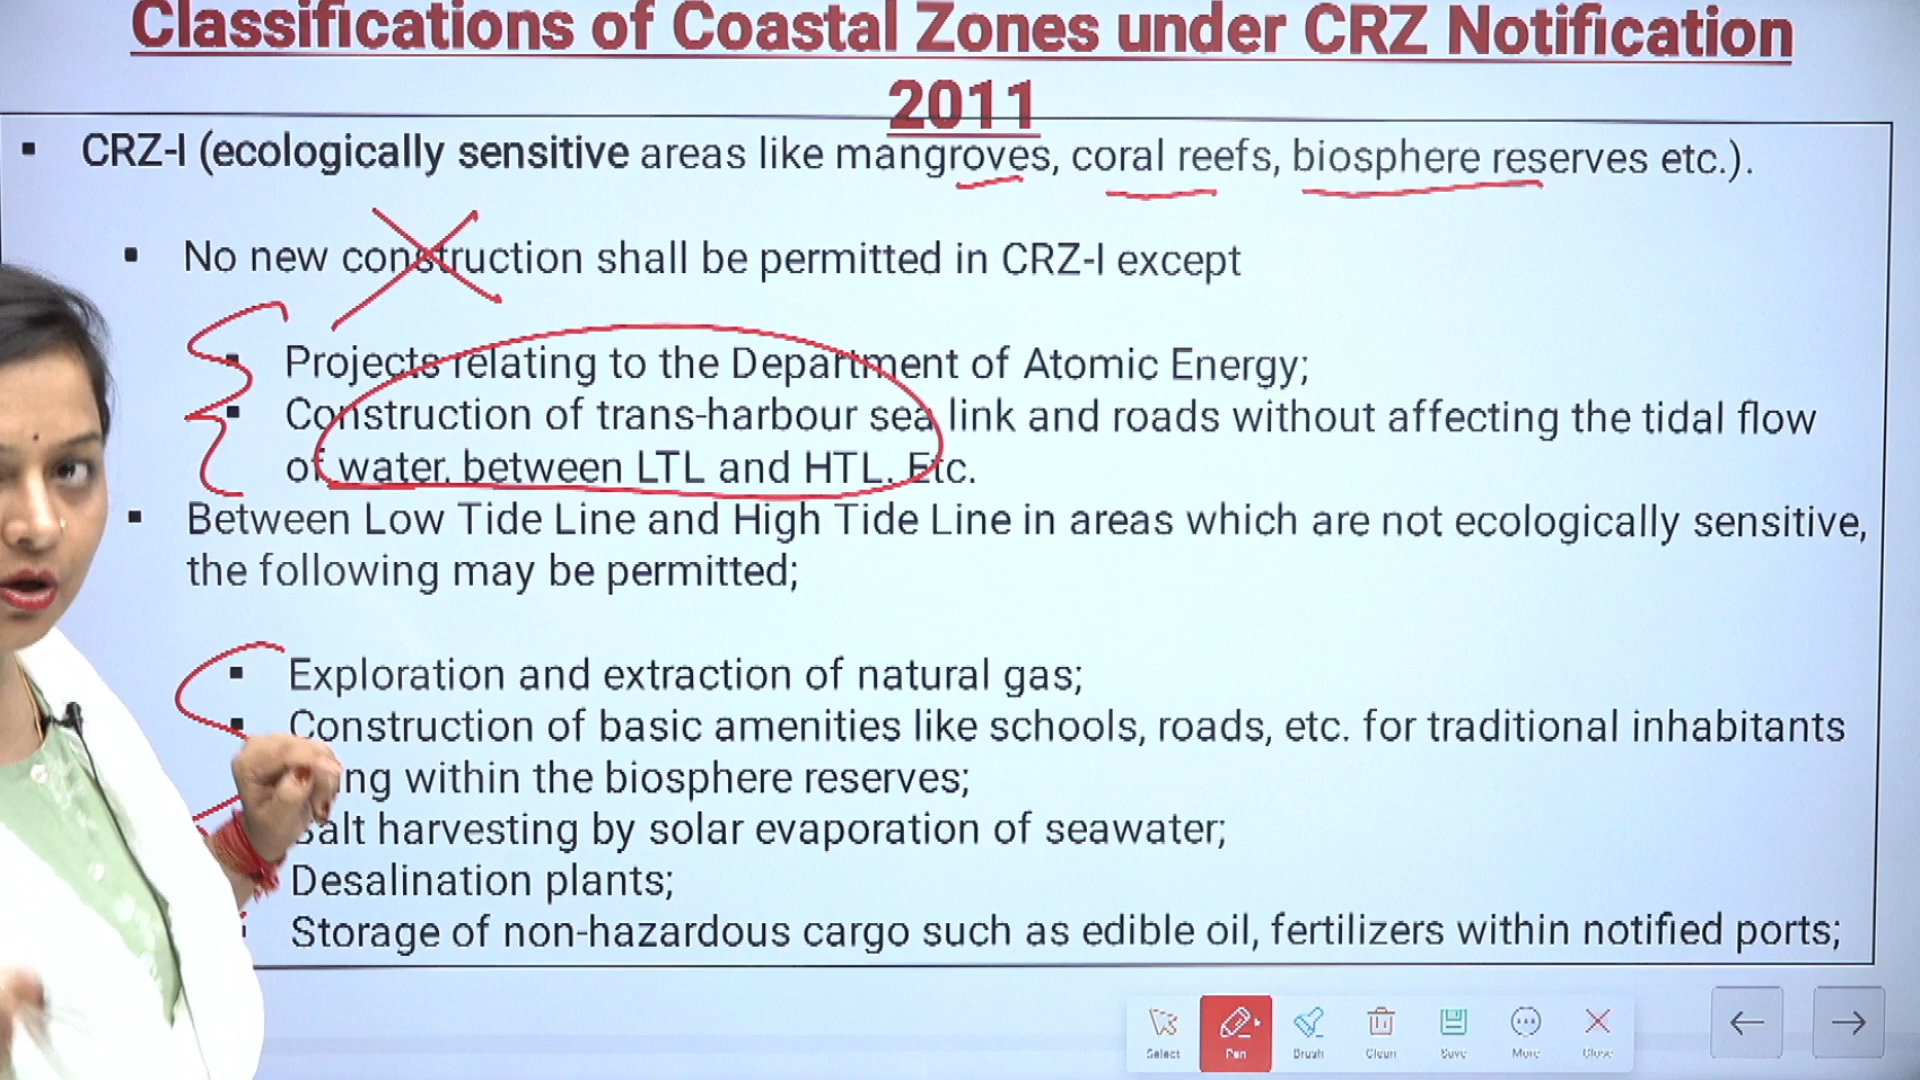 Classifications of Coastal Zones under CRZ Notification
2011
CRZ-I (ecologically sensitive areas like mangroves, coral reefs, biosphere reserves etc.).
No new construction shall be permitted in CRZ-I except
Projects relating to the Department of Atomic Energy;
Construction of trans-harbour sea link and roads without affecting the tidal flow
of water, between LTL and HTL. Etc.
Between Low Tide Line and High Tide Line in areas which are not ecologically sensitive,
the following may be permitted;
Exploration and extraction of natural gas;
Construction of basic amenities like schools, roads, etc. for traditional inhabitants
within the biosphere reserves;
Salt harvesting by solar evaporation of seawater;
Desalination plants;
Storage of non-hazardous cargo such as edible oil, fertilizers within notified ports;
Select Pen Brush Clean Save More Close